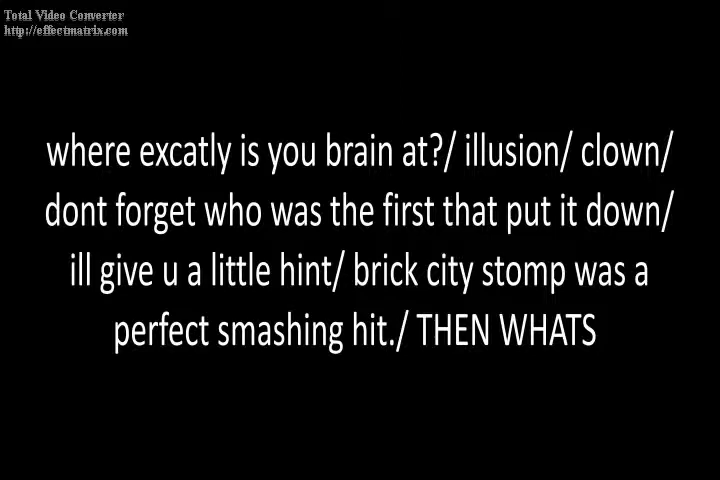 Total Video Converter
http://effectmatrix.com
where excatly is you brain at?/ illusion/ clown/
dont forget who was the first that put it down/
ill give u a little hint/ brick city stomp was a
perfect smashing hit./ THEN WHATS